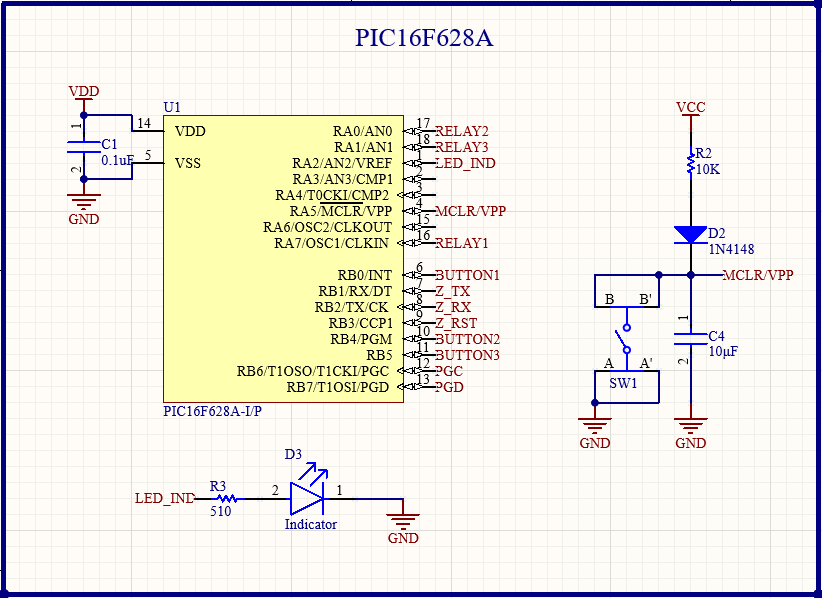 PIC16F628A
VDD
U1
1
C1
0.1uF
2
GND
14
VDD
5
VSS
RA0/AN0
17
RELAY2
RA1/AN1
18
RELAY3
RA2/AN2/VREF
1
LED_IND
RA3/AN3/CMP1
2
RA4/T0CKI/CMP2
3
RA5/MCLR/VPP
4
MCLR/VPP
RA6/OSC2/CLKOUT
15
RA7/OSC1/CLKIN
16
RELAY1
RB0/INT
6
BUTTON1
RB1/RX/DT
7
Z_TX
RB2/TX/CK
8
Z_RX
RB3/CCP1
9
Z_RST
RB4/PGM
10
BUTTON2
RB5
11
BUTTON3
RB6/T1OSO/T1CKI/PGC
12
PGC
RB7/T1OSI/PGD
13
PGD
PIC16F628A-I/P
VCC
R2
10K
D2
1N4148
MCLR/VPP
B B'
A A'
SW1
1
C4
10µF
2
GND
GND
D3
LED_IND
R3
510
2
1
Indicator
GND